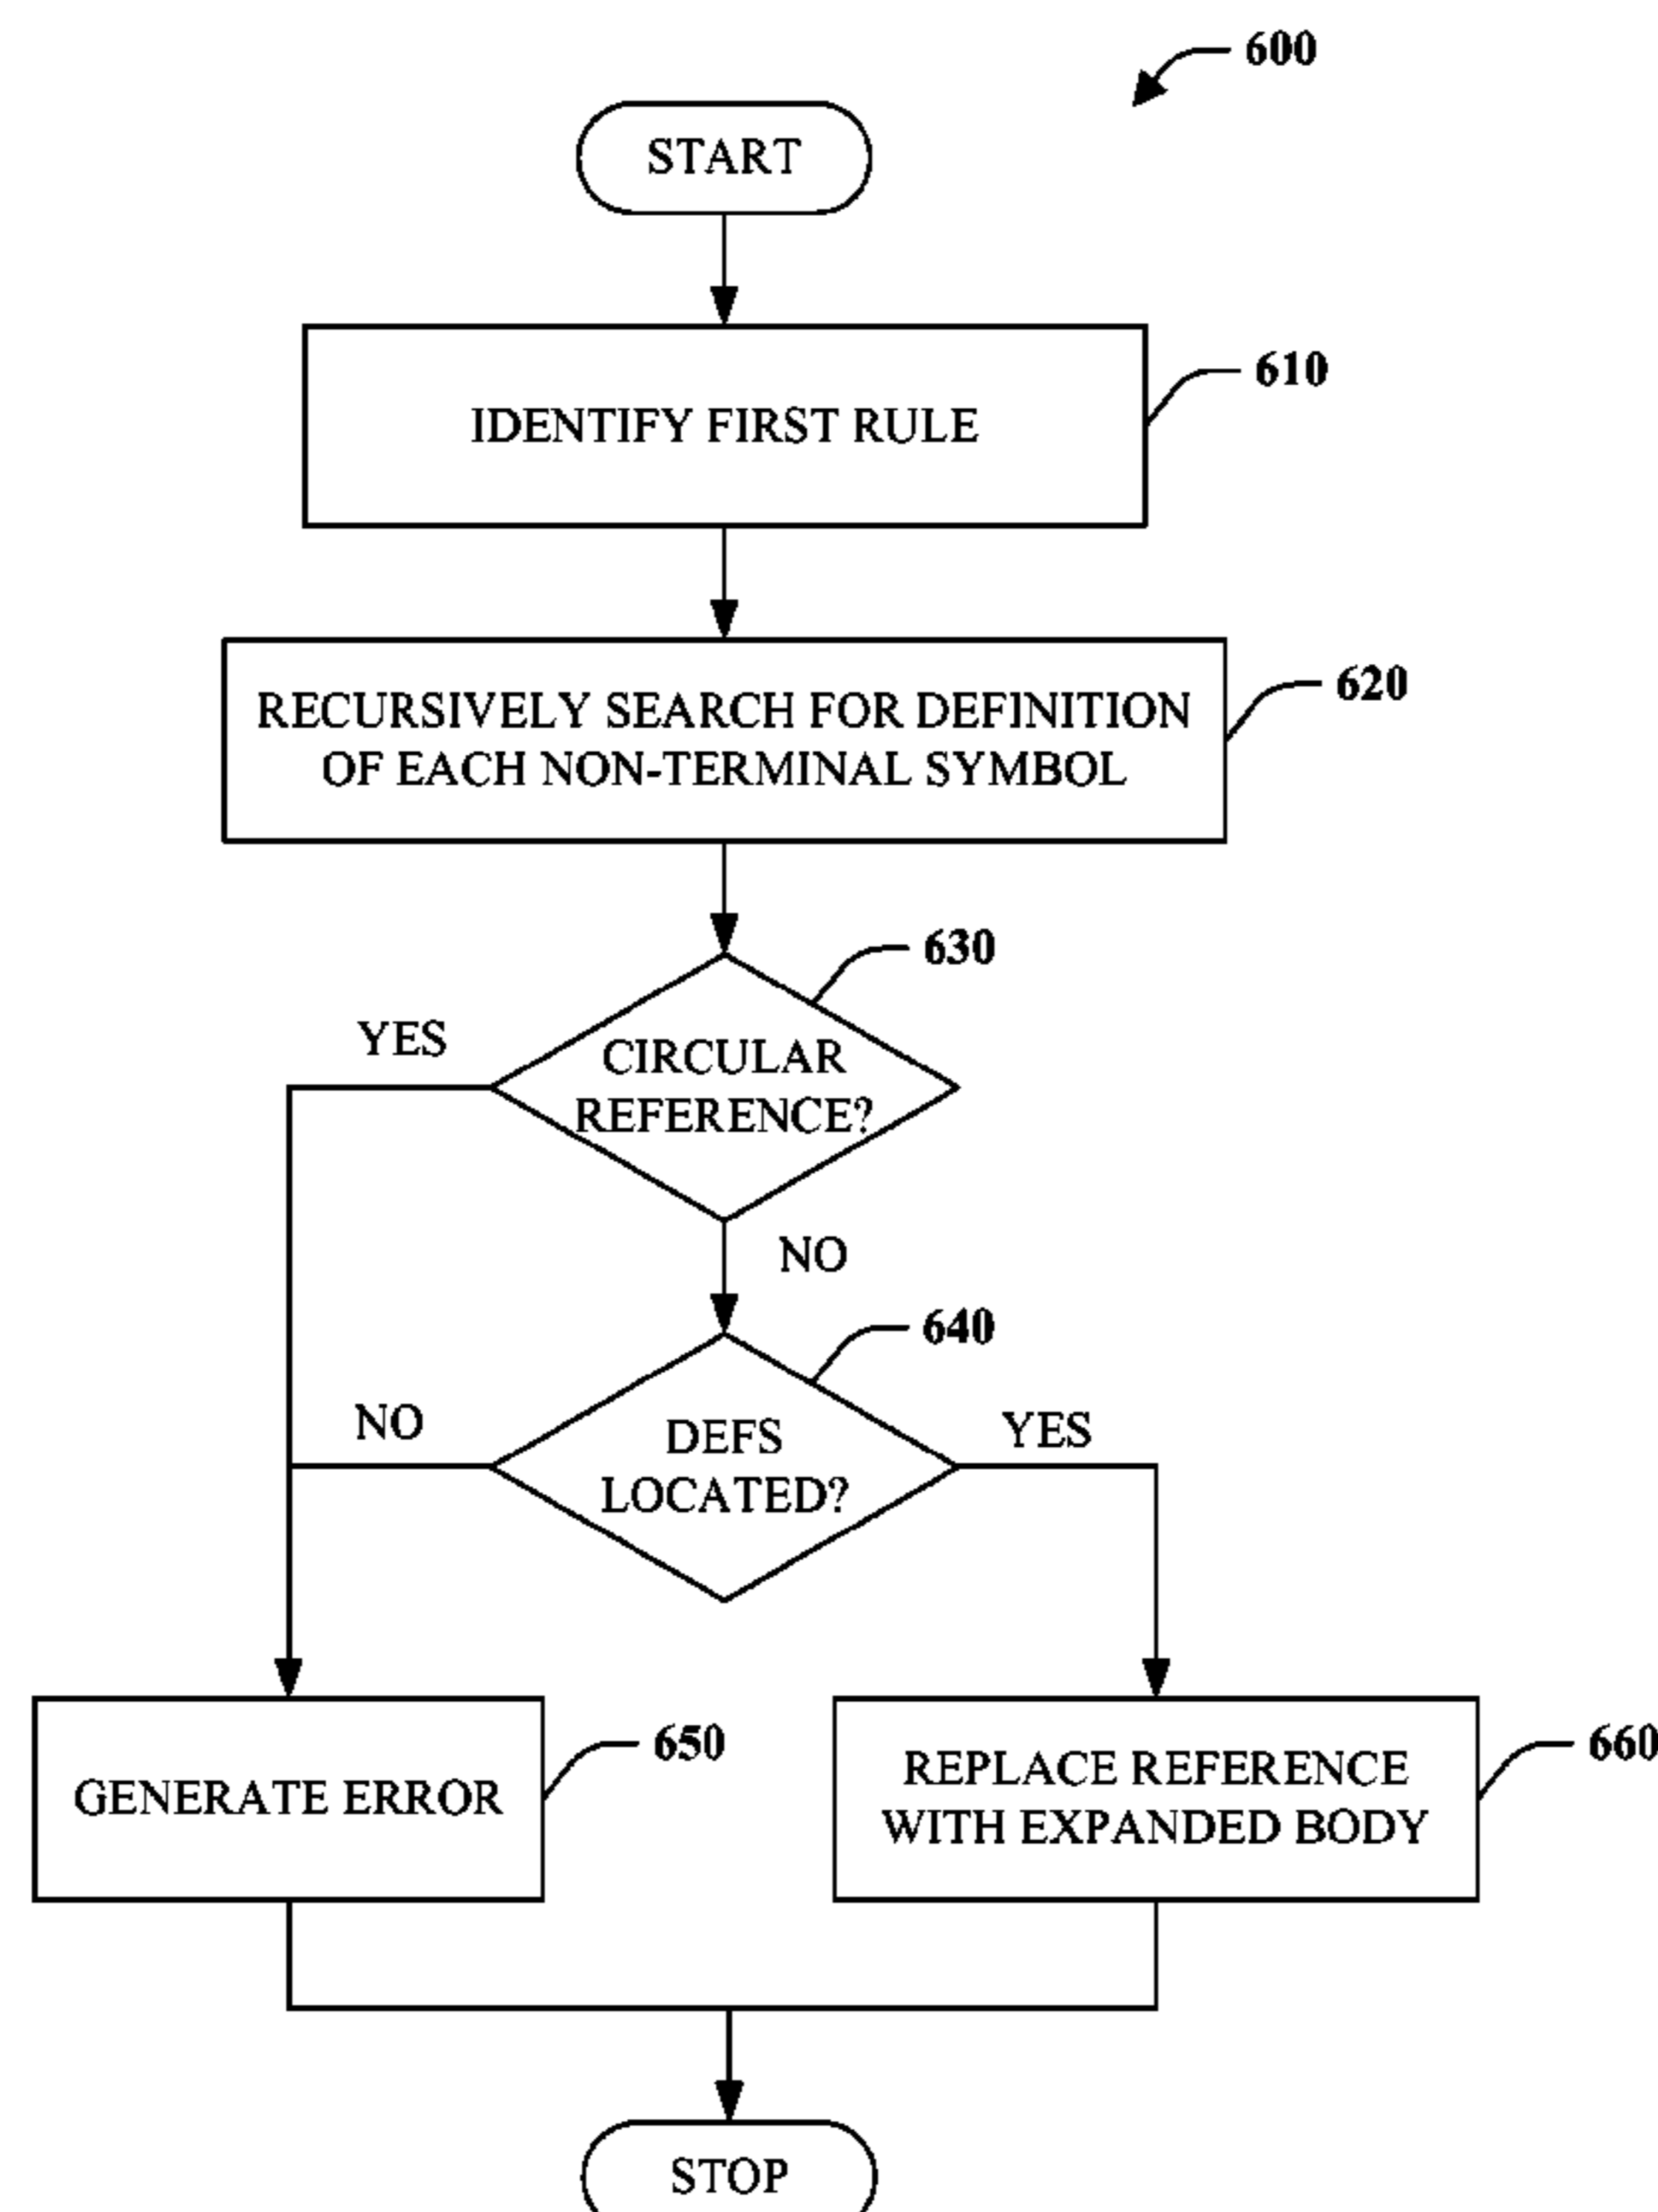 600
START
610
IDENTIFY FIRST RULE
620
RECURSIVELY SEARCH FOR DEFINITION
OF EACH NON-TERMINAL SYMBOL
630
YES
CIRCULAR
REFERENCE?
NO
640
NO
DEFS
LOCATED?
YES
650
GENERATE ERROR
660
REPLACE REFERENCE
WITH EXPANDED BODY
STOP